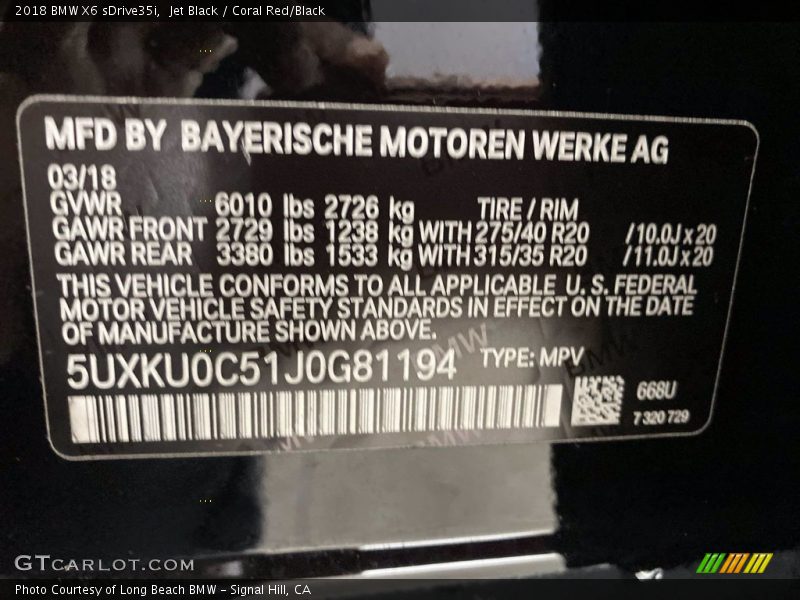 2018 BMW X6 sDrive35i,  Jet Black / Coral Red/Black
MFD BY BAYERISCHE MOTOREN WERKE AG
03/18
GVWR 6010 lbs 2726 kg TIRE / RIM
GAWR FRONT 2729 lbs 1238 kg WITH 275/40 R20 /10.0J x 20
GAWR REAR 3380 lbs 1533 kg WITH 315/35 R20 /11.0J x 20
THIS VEHICLE CONFORMS TO ALL APPLICABLE U. S. FEDERAL
MOTOR VEHICLE SAFETY STANDARDS IN EFFECT ON THE DATE
OF MANUFACTURE SHOWN ABOVE.
5UXKU0C51J0G81194 TYPE: MPV
668U
7 320 729
GTCARLOT.COM
Photo Courtesy of Long Beach BMW – Signal Hill, CA